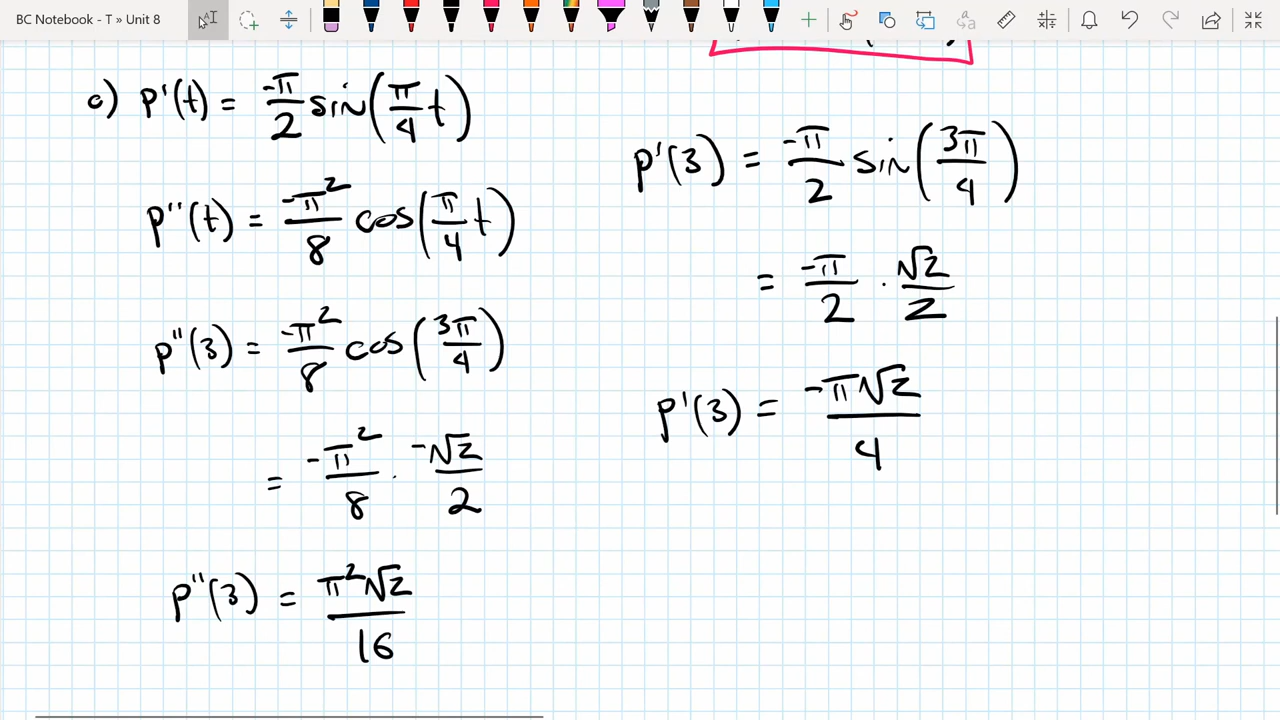 BC Notebook - T » Unit 8
c) p'(t) = -π/2 sin(π/4 t)
p''(t) = -π²/8 cos(π/4 t)
p''(3) = -π²/8 cos(3π/4)
= -π²/8 · -√2/2
p''(3) = π²√2/16
p'(3) = -π/2 sin(3π/4)
= -π/2 · √2/2
p'(3) = -π√2/4